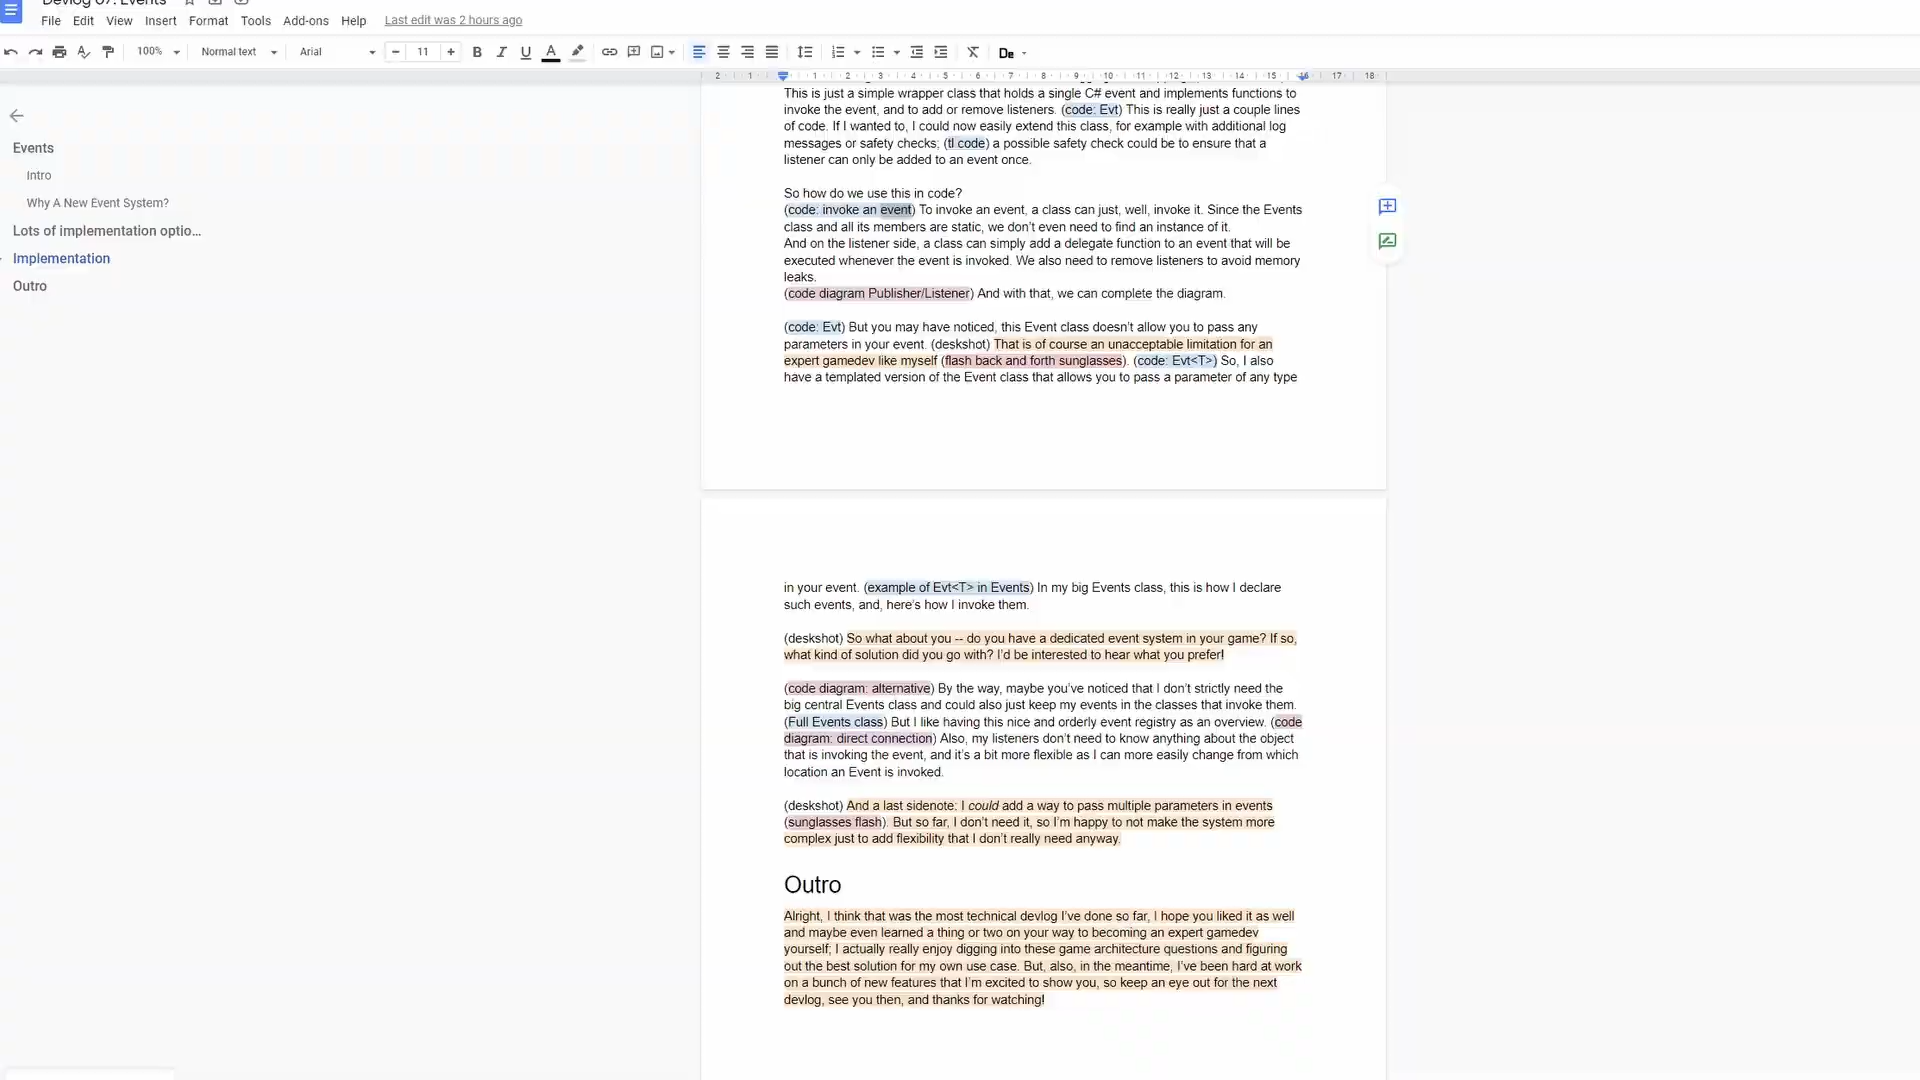 Devlog 07: Events
File Edit View Insert Format Tools Add-ons Help Last edit was 2 hours ago
100% Normal text Arial 11 B I U A De
2 1 1 2 3 4 5 6 7 8 9 10 11 12 13 14 15 16 17 18
Events
Intro
Why A New Event System?
Lots of implementation optio...
Implementation
Outro
This is just a simple wrapper class that holds a single C# event and implements functions to
invoke the event, and to add or remove listeners. (code: Evt) This is really just a couple lines
of code. If I wanted to, I could now easily extend this class, for example with additional log
messages or safety checks; (tl code) a possible safety check could be to ensure that a
listener can only be added to an event once.
So how do we use this in code?
(code: invoke an event) To invoke an event, a class can just, well, invoke it. Since the Events
class and all its members are static, we don't even need to find an instance of it.
And on the listener side, a class can simply add a delegate function to an event that will be
executed whenever the event is invoked. We also need to remove listeners to avoid memory
leaks.
(code diagram Publisher/Listener) And with that, we can complete the diagram.
(code: Evt) But you may have noticed, this Event class doesn't allow you to pass any
parameters in your event. (deskshot) That is of course an unacceptable limitation for an
expert gamedev like myself (flash back and forth sunglasses). (code: Evt<T>) So, I also
have a templated version of the Event class that allows you to pass a parameter of any type
in your event. (example of Evt<T> in Events) In my big Events class, this is how I declare
such events, and, here's how I invoke them.
(deskshot) So what about you -- do you have a dedicated event system in your game? If so,
what kind of solution did you go with? I'd be interested to hear what you prefer!
(code diagram: alternative) By the way, maybe you've noticed that I don't strictly need the
big central Events class and could also just keep my events in the classes that invoke them.
(Full Events class) But I like having this nice and orderly event registry as an overview. (code
diagram: direct connection) Also, my listeners don't need to know anything about the object
that is invoking the event, and it's a bit more flexible as I can more easily change from which
location an Event is invoked.
(deskshot) And a last sidenote: I could add a way to pass multiple parameters in events
(sunglasses flash). But so far, I don't need it, so I'm happy to not make the system more
complex just to add flexibility that I don't really need anyway.
Outro
Alright, I think that was the most technical devlog I've done so far, I hope you liked it as well
and maybe even learned a thing or two on your way to becoming an expert gamedev
yourself; I actually really enjoy digging into these game architecture questions and figuring
out the best solution for my own use case. But, also, in the meantime, I've been hard at work
on a bunch of new features that I'm excited to show you, so keep an eye out for the next
devlog, see you then, and thanks for watching!